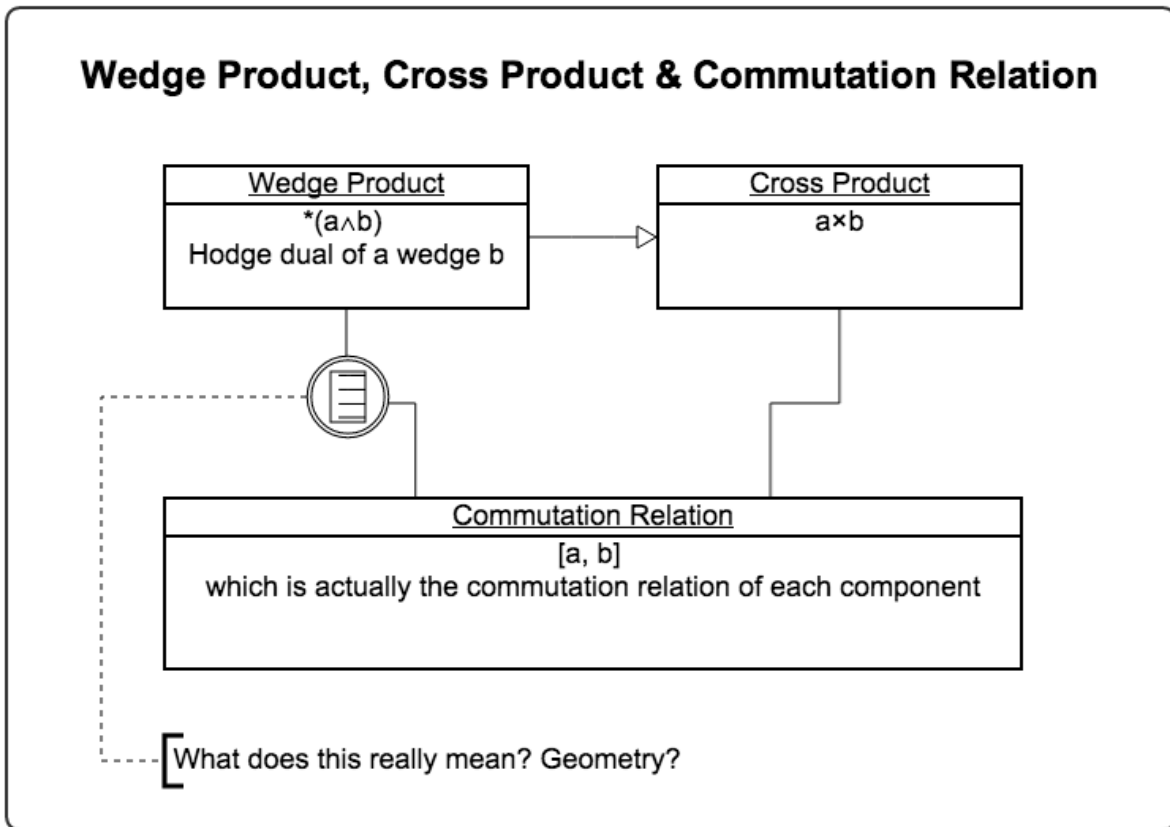 Wedge Product, Cross Product & Commutation Relation
Wedge Product
*(a∧b)
Hodge dual of a wedge b
Cross Product
a×b
Commutation Relation
[a, b]
which is actually the commutation relation of each component
What does this really mean? Geometry?